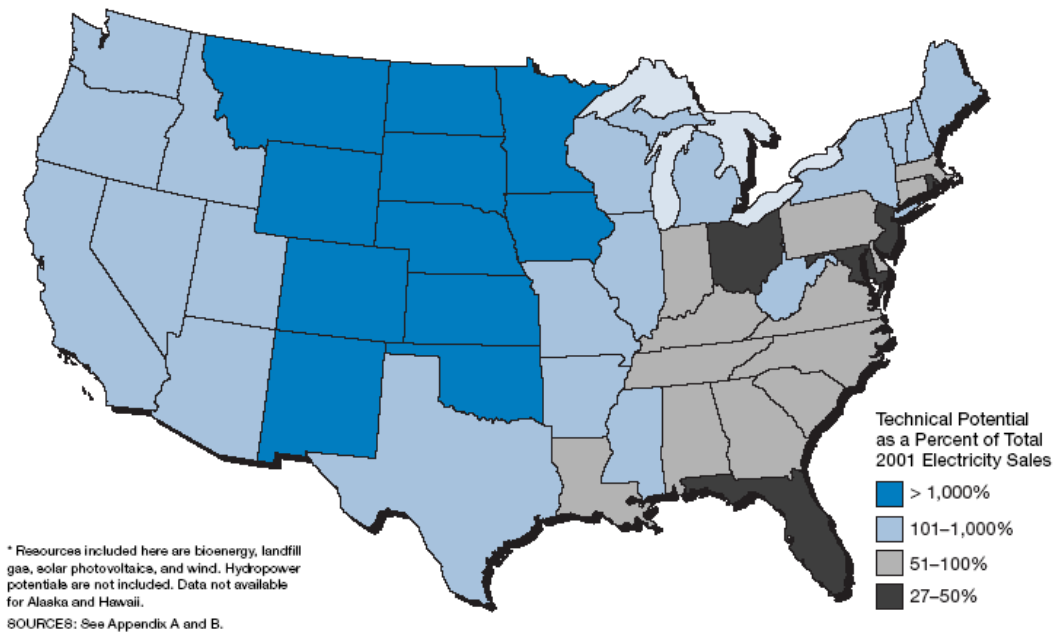 Technical Potential
as a Percent of Total
2001 Electricity Sales
> 1,000%
101–1,000%
51–100%
27–50%
* Resources included here are bioenergy, landfill
gas, solar photovoltaics, and wind. Hydropower
potentials are not included. Data not available
for Alaska and Hawaii.
SOURCES: See Appendix A and B.